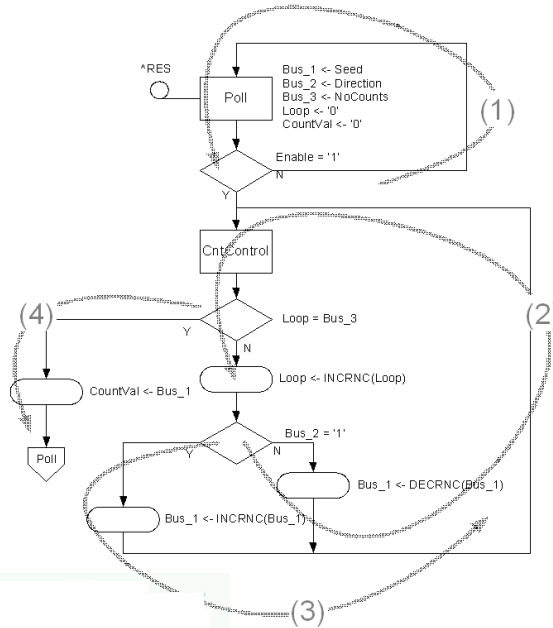 *RES
Poll
Bus_1 <- Seed
Bus_2 <- Direction
Bus_3 <- NoCounts
Loop <- '0'
CountVal <- '0'
(1)
Enable = '1'
N
Y
CntControl
(2)
(4)
Loop = Bus_3
Y
N
Loop <- INCRNC(Loop)
CountVal <- Bus_1
Bus_2 = '1'
Y
N
Poll
Bus_1 <- DECRNC(Bus_1)
Bus_1 <- INCRNC(Bus_1)
(3)